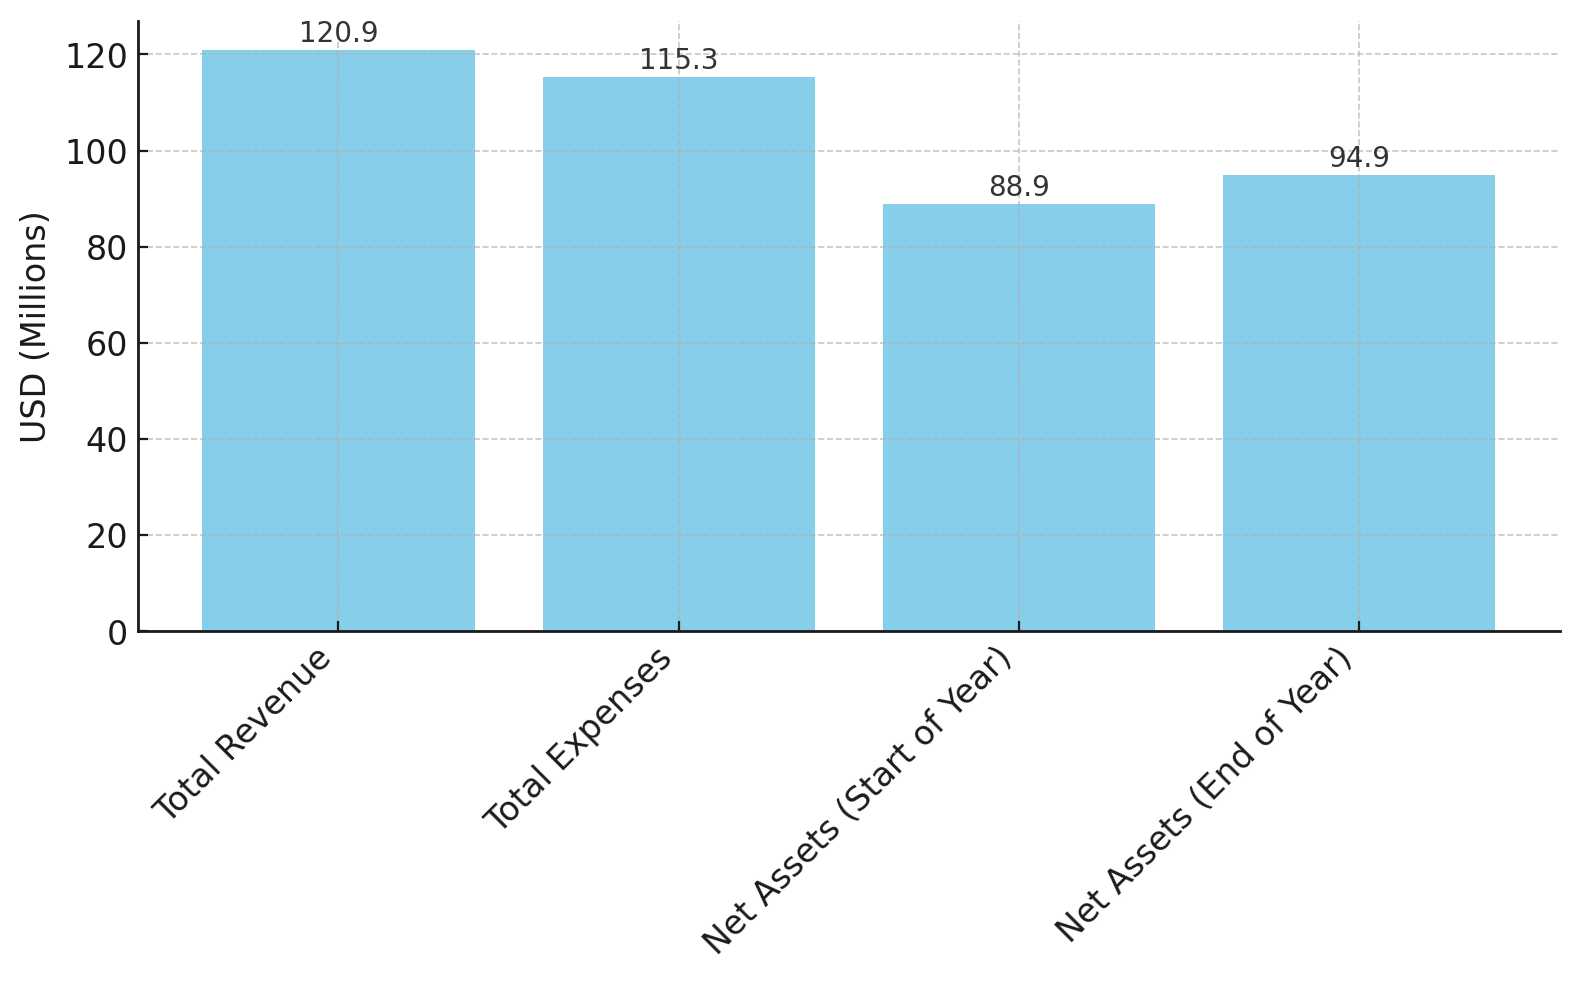 120.9
115.3
88.9
94.9
USD (Millions)
120
100
80
60
40
20
0
Total Revenue
Total Expenses
Net Assets (Start of Year)
Net Assets (End of Year)